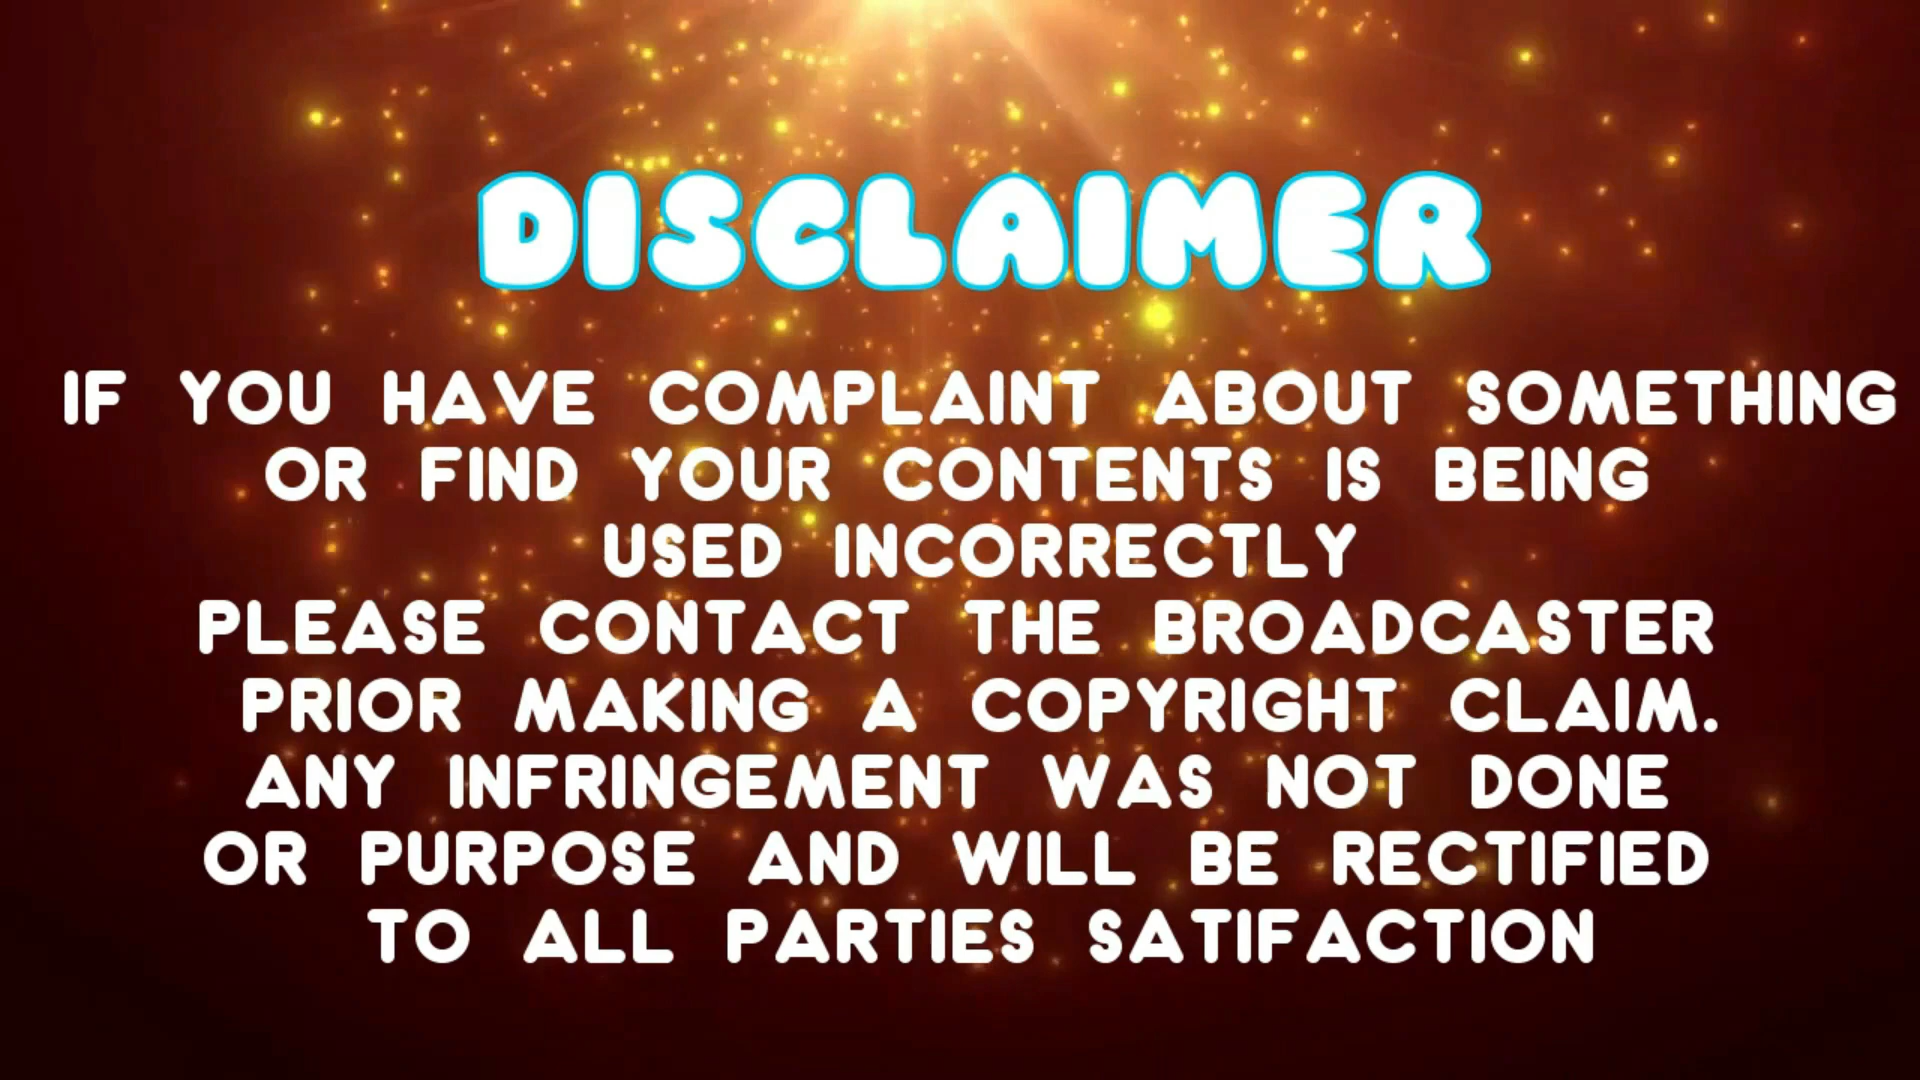 DISCLAIMER
IF YOU HAVE COMPLAINT ABOUT SOMETHING
OR FIND YOUR CONTENTS IS BEING
USED INCORRECTLY
PLEASE CONTACT THE BROADCASTER
PRIOR MAKING A COPYRIGHT CLAIM.
ANY INFRINGEMENT WAS NOT DONE
OR PURPOSE AND WILL BE RECTIFIED
TO ALL PARTIES SATIFACTION